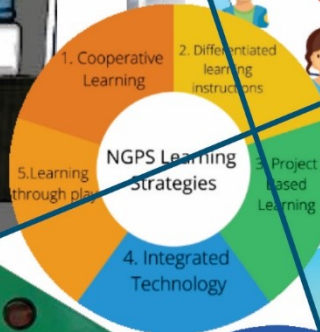 1. Cooperative
Learning
2. Differentiated
learning
instructions
NGPS Learning
Strategies
3. Project
Based
Learning
4. Integrated
Technology
5.Learning
through play